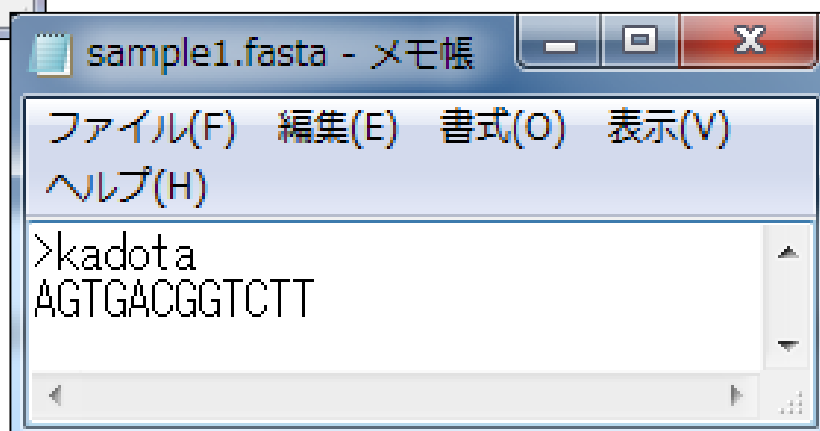 sample1.fasta - メモ帳
ファイル(F) 編集(E) 書式(O) 表示(V)
ヘルプ(H)
>kadota
AGTGACGGTCTT